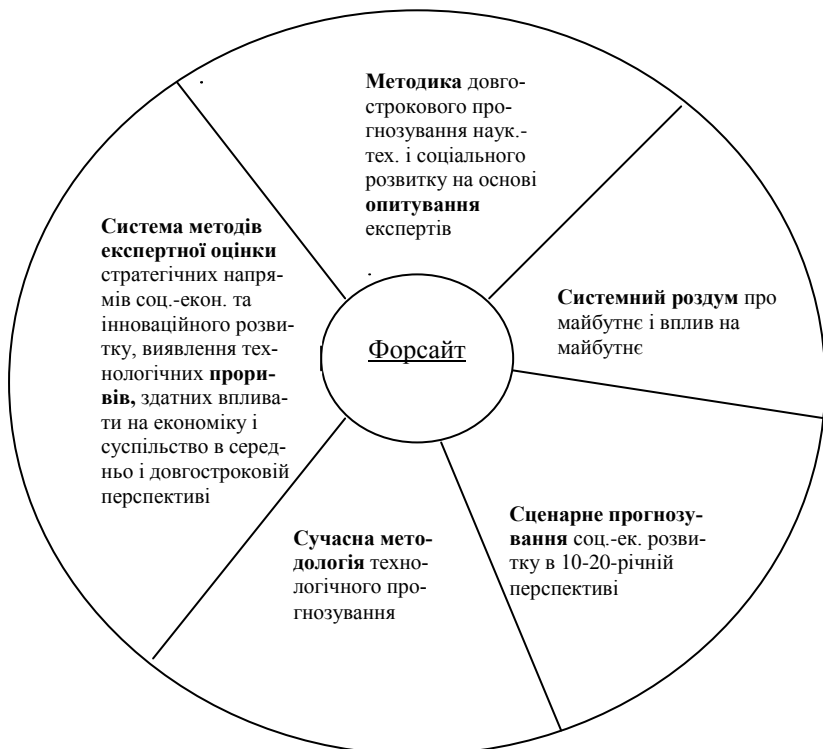 Методика довго-
строкового про-
гнозування наук.-
тех. і соціального
розвитку на основі
опитування
експертів
Системний роздум про
майбутнє і вплив на
майбутнє
Сценарне прогнозу-
вання соц.-ек. розви-
тку в 10-20-річній
перспективі
Сучасна мето-
дологія техно-
логічного про-
гнозування
Система методів
експертної оцінки
стратегічних напря-
мів соц.-екон. та
інноваційного розви-
тку, виявлення тех-
нологічних прори-
вів, здатних вплива-
ти на економіку і
суспільство в серед-
ньо і довгостроковій
перспективі
Форсайт